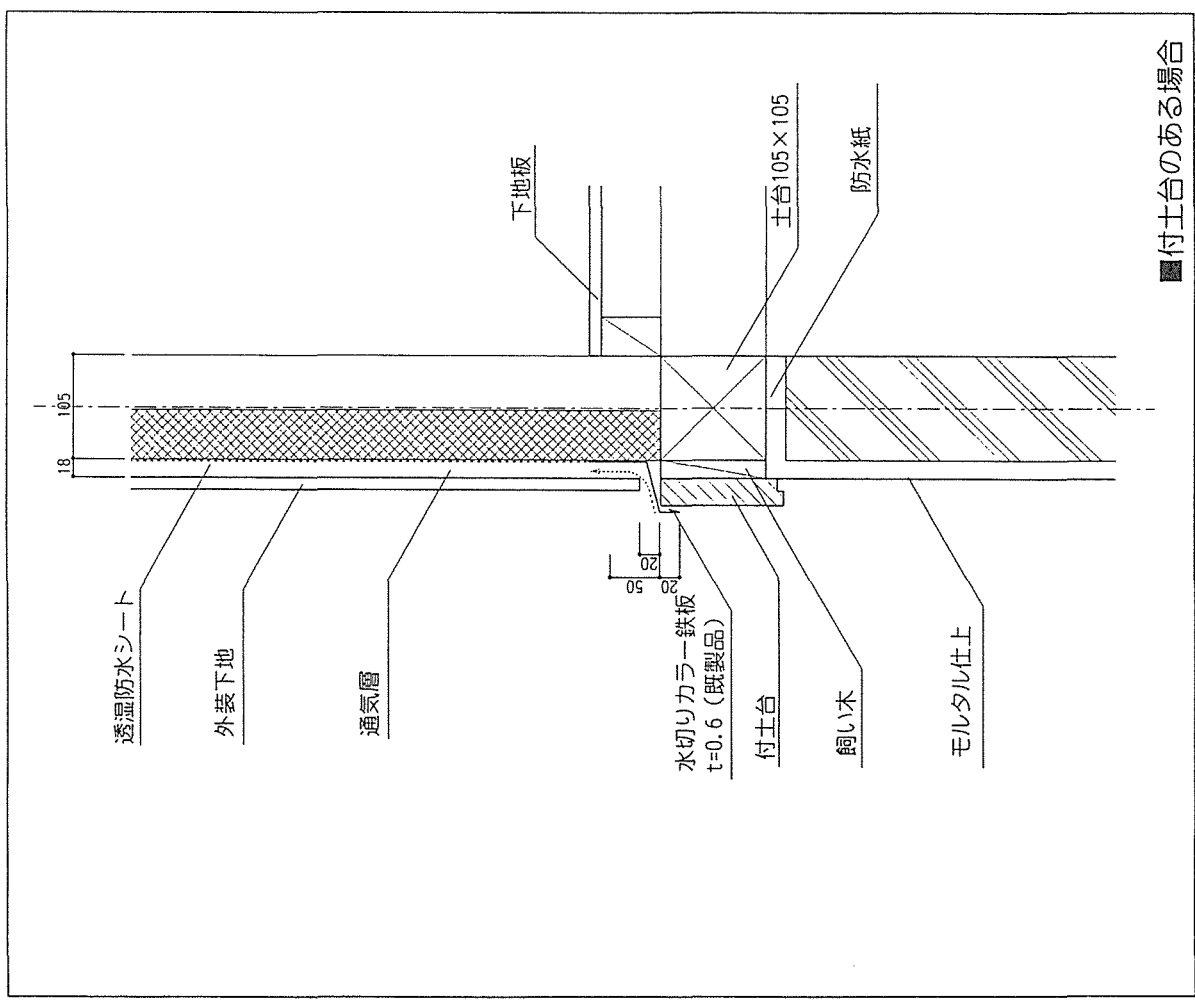 ■付土台のある場合
105
18
透湿防水シート
外装下地
通気層
水切りカラー鉄板
t=0.6 (既製品)
付土台
飼い木
モルタル仕上
下地板
土台105×105
防水紙
20
50
20